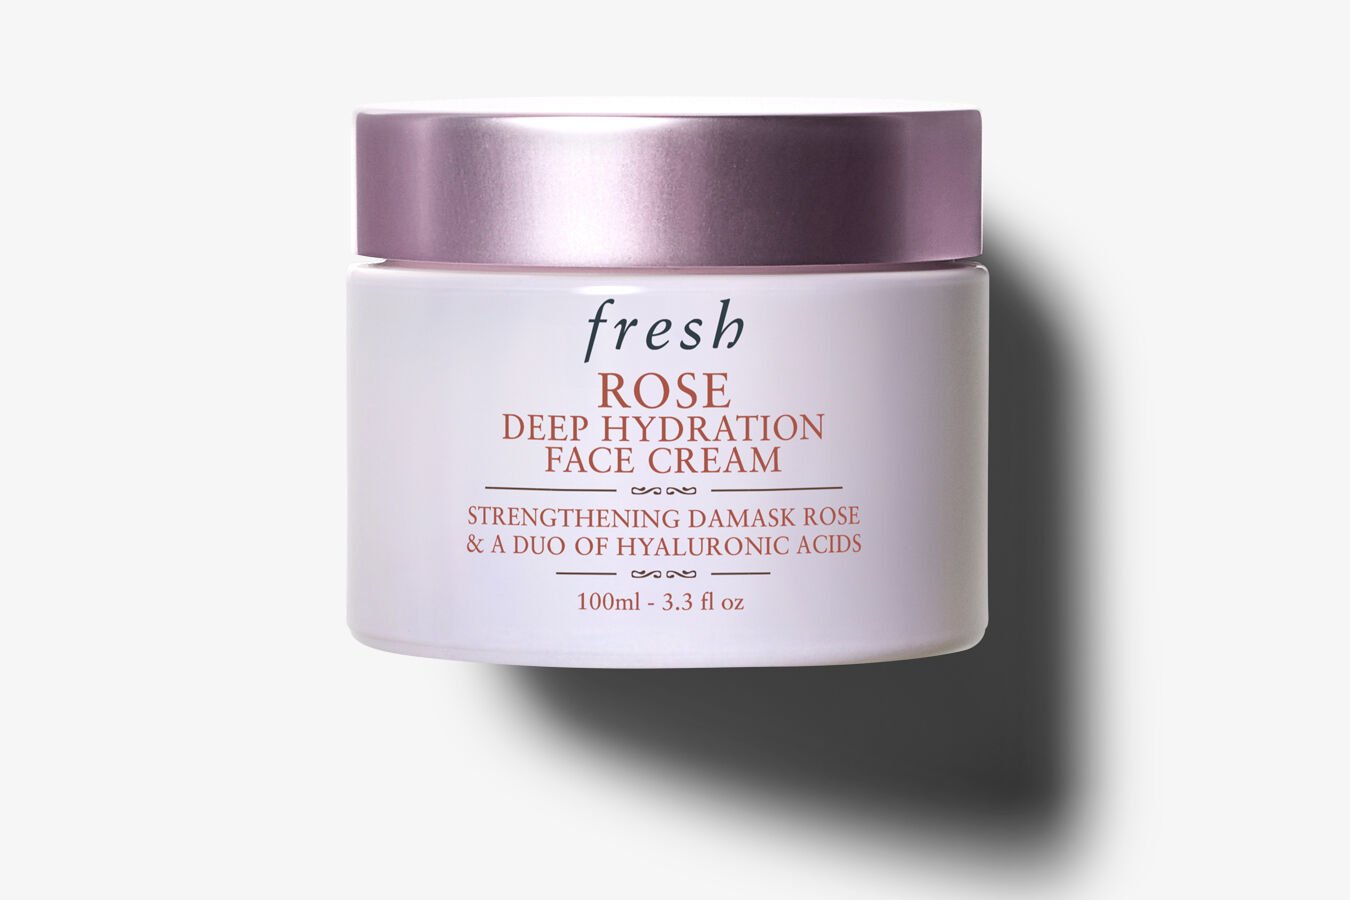 fresh
ROSE
DEEP HYDRATION
FACE CREAM
STRENGTHENING DAMASK ROSE
& A DUO OF HYALURONIC ACIDS
100ml - 3.3 fl oz